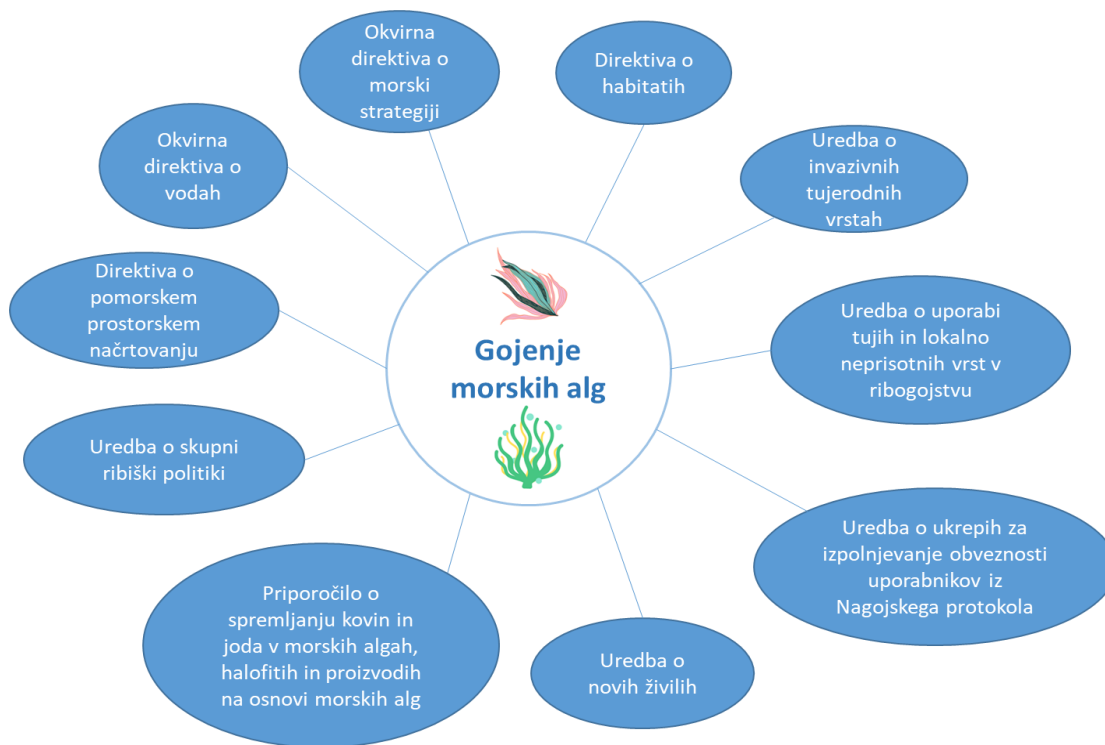 Okvirna
direktiva o
morski
strategiji
Direktiva o
habitatih
Okvirna
direktiva o
vodah
Uredba o
invazivnih
tujerodnih
vrstah
Direktiva o
pomorskem
prostorskem
načrtovanju
Gojenje
morskih alg
Uredba o uporabi
tujih in lokalno
neprisotnih vrst v
ribogojstvu
Uredba o skupni
ribiški politiki
Uredba o ukrepih za
izpolnjevanje obveznosti
uporabnikov iz
Nagojskega protokola
Priporočilo o
spremljanju kovin in
joda v morskih algah,
halofitih in proizvodih
na osnovi morskih alg
Uredba o
novih živilih